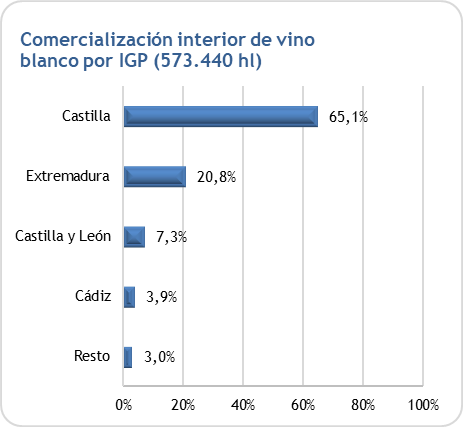 Comercialización interior de vino
blanco por IGP (573.440 hl)
Castilla 65,1%
Extremadura 20,8%
Castilla y León 7,3%
Cádiz 3,9%
Resto 3,0%
0% 20% 40% 60% 80% 100%